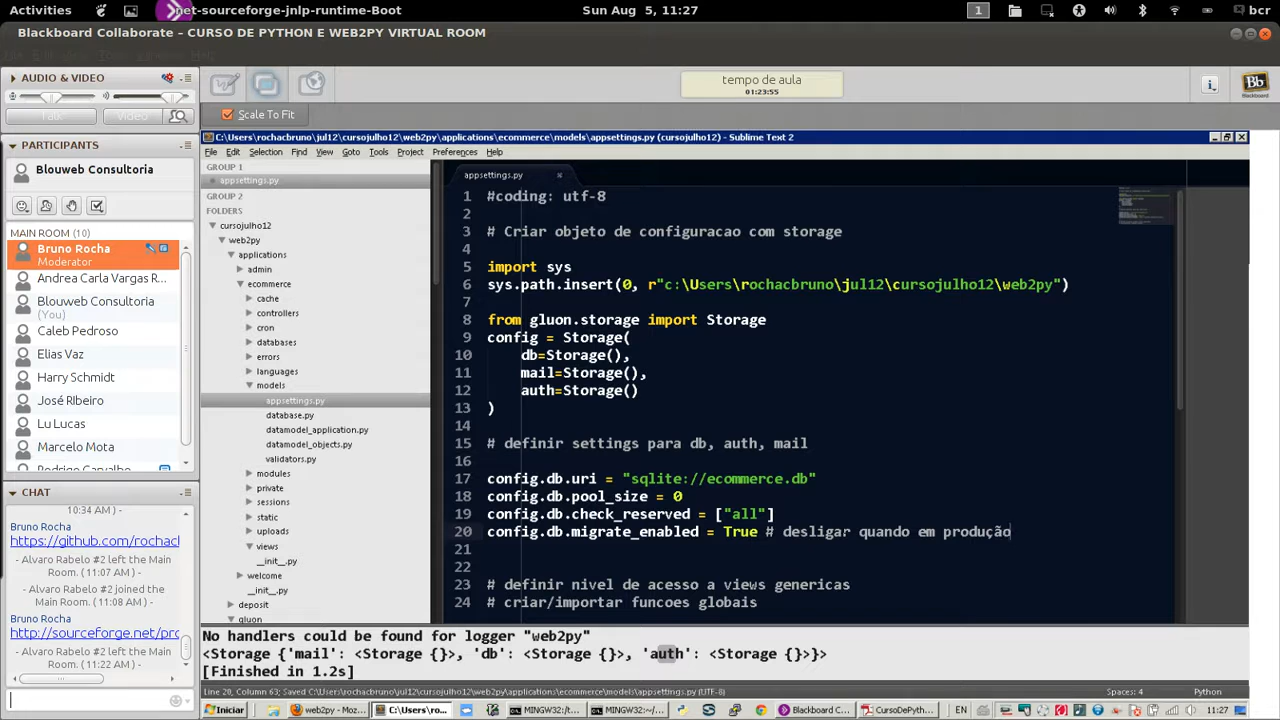 Activities
net-sourceforge-jnlp-runtime-Boot
Sun Aug 5, 11:27
1
bcr
Blackboard Collaborate – CURSO DE PYTHON E WEB2PY VIRTUAL ROOM
AUDIO & VIDEO
Talk
Video
PARTICIPANTS
Blouweb Consultoria
MAIN ROOM (10)
Bruno Rocha
Moderator
Andrea Carla Vargas R...
Blouweb Consultoria
(You)
Caleb Pedroso
Elias Vaz
Harry Schmidt
José RIbeiro
Lu Lucas
Marcelo Mota
Rodrigo Carvalho
CHAT
10:34 AM) -
Bruno Rocha
https://github.com/rochacl
- Alvaro Rabelo #2 left the Main
Room. ( 11:07 AM ) -
- Alvaro Rabelo #2 joined the
Main Room. ( 11:08 AM ) -
Bruno Rocha
http://sourceforge.net/pro
- Alvaro Rabelo #2 left the Main
Room. ( 11:22 AM ) -
tempo de aula
01:23:55
Bb
Blackboard
Scale To Fit
C:\Users\rochacbruno\jul12\cursojulho12\web2py\applications\ecommerce\models\appsettings.py (cursojulho12) - Sublime Text 2
File Edit Selection Find View Goto Tools Project Preferences Help
GROUP 1
appsettings.py
GROUP 2
FOLDERS
cursojulho12
web2py
applications
admin
ecommerce
cache
controllers
cron
databases
errors
languages
models
appsettings.py
database.py
datamodel_application.py
datamodel_objects.py
validators.py
modules
private
sessions
static
uploads
views
__init__.py
welcome
__init__.py
deposit
gluon
appsettings.py
1 #coding: utf-8
2
3 # Criar objeto de configuracao com storage
4
5 import sys
6 sys.path.insert(0, r"c:\Users\rochacbruno\jul12\cursojulho12\web2py")
7
8 from gluon.storage import Storage
9 config = Storage(
10 db=Storage(),
11 mail=Storage(),
12 auth=Storage()
13 )
14
15 # definir settings para db, auth, mail
16
17 config.db.uri = "sqlite://ecommerce.db"
18 config.db.pool_size = 0
19 config.db.check_reserved = ["all"]
20 config.db.migrate_enabled = True # desligar quando em produção
21
22
23 # definir nivel de acesso a views genericas
24 # criar/importar funcoes globais
No handlers could be found for logger "web2py"
<Storage {'mail': <Storage {}>, 'db': <Storage {}>, 'auth': <Storage {}>}>
[Finished in 1.2s]
Line 20, Column 63; Saved C:\Users\rochacbruno\jul12\cursojulho12\web2py\applications\ecommerce\models\appsettings.py (UTF-8)
Spaces: 4
Python
Iniciar
web2py - Moz...
C:\Users\ro...
MINGW32:/t...
MINGW32:~/...
Blackboard C...
CursoDePyth...
EN
11:27